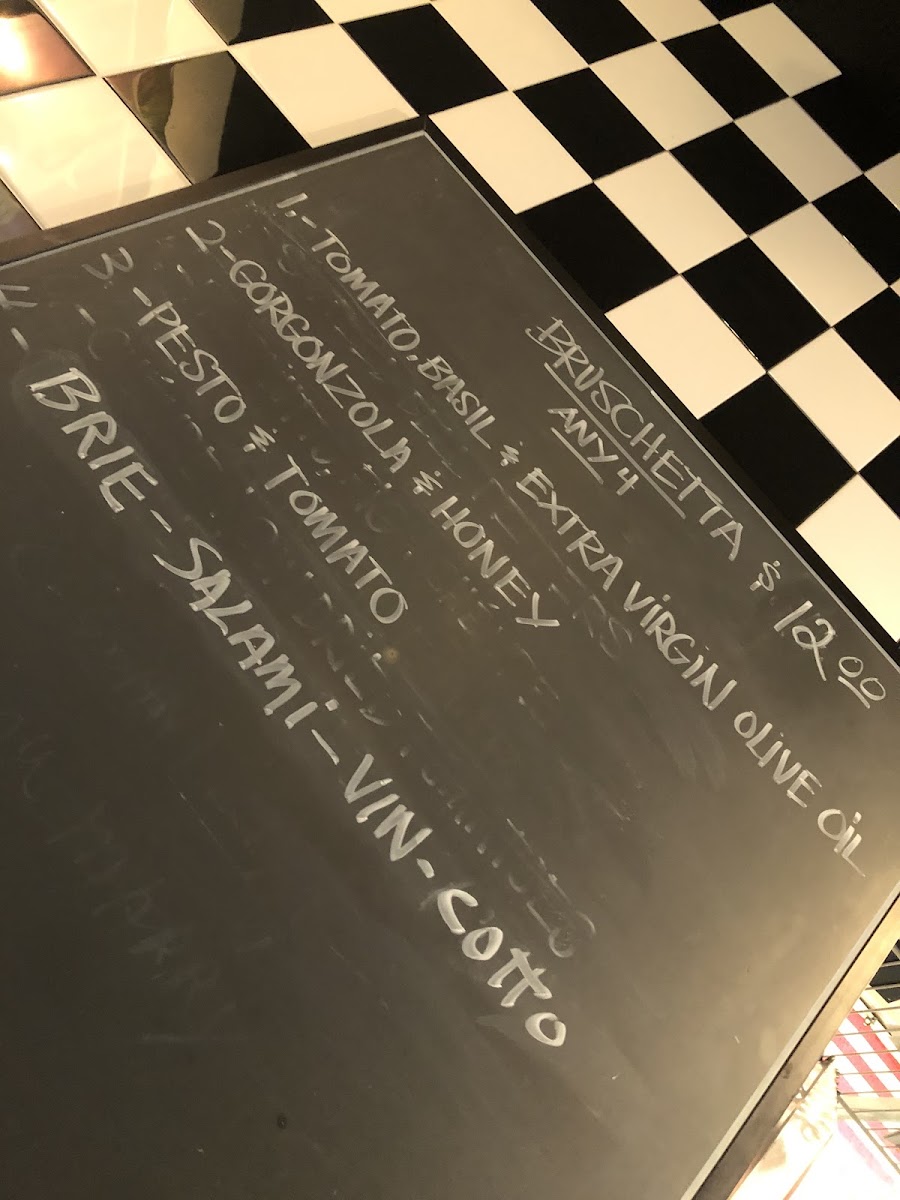 BRUSCHETTA $ 12.00
ANY 4
1.- TOMATO, BASIL & EXTRA VIRGIN OLIVE OIL
2- GORGONZOLA & HONEY
3 - PESTO & TOMATO
4 - BRIE - SALAMI - VIN - COTTO